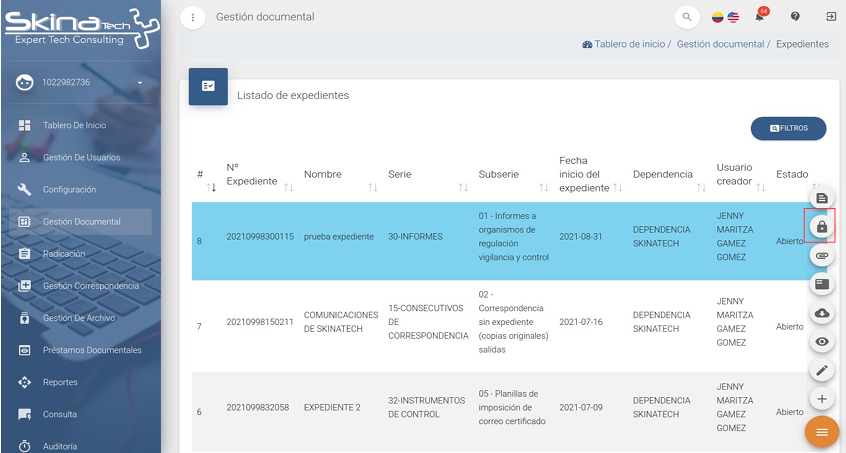 Skina Tech
Expert Tech Consulting
1022982736
Tablero De Inicio
Gestión De Usuarios
Configuración
Gestión Documental
Radicación
Gestión Correspondencia
Gestión De Archivo
Préstamos Documentales
Reportes
Consulta
Auditoría
Gestión documental
64
Tablero de inicio / Gestión documental / Expedientes
Listado de expedientes
FILTROS
# Nº Expediente Nombre Serie Subserie Fecha inicio del expediente Dependencia Usuario creador Estado
8 20210998300115 prueba expediente 30-INFORMES 01 - Informes a organismos de regulación vigilancia y control 2021-08-31 DEPENDENCIA SKINATECH JENNY MARITZA GAMEZ GOMEZ Abierto
7 20210998150211 COMUNICACIONES DE SKINATECH 15-CONSECUTIVOS DE CORRESPONDENCIA 02 - Correspondencia sin expediente (copias originales) salidas 2021-07-16 DEPENDENCIA SKINATECH JENNY MARITZA GAMEZ GOMEZ Abierto
6 2021099832058 EXPEDIENTE 2 32-INSTRUMENTOS DE CONTROL 05 - Planillas de imposición de correo certificado 2021-07-09 DEPENDENCIA SKINATECH JENNY MARITZA GAMEZ GOMEZ Abierto